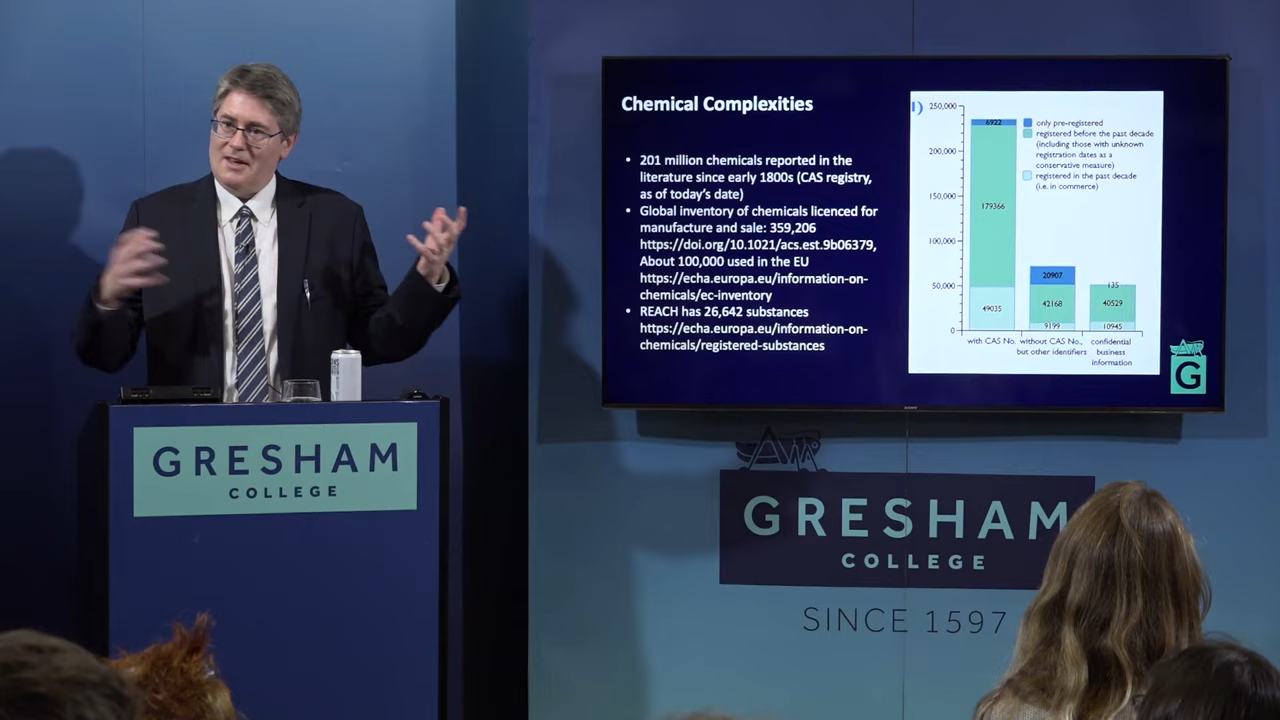 Chemical Complexities
• 201 million chemicals reported in the
literature since early 1800s (CAS registry,
as of today's date)
• Global inventory of chemicals licenced for
manufacture and sale: 359,206
https://doi.org/10.1021/acs.est.9b06379,
About 100,000 used in the EU
https://echa.europa.eu/information-on-
chemicals/ec-inventory
• REACH has 26,642 substances
https://echa.europa.eu/information-on-
chemicals/registered-substances
250,000
200,000
150,000
100,000
50,000
0
6922
179366
49035
20907
42168
9199
135
40529
10945
only pre-registered
registered before the past decade
(including those with unknown
registration dates as a
conservative measure)
registered in the past decade
(i.e. in commerce)
with CAS No.
without CAS No.,
but other identifiers
confidential
business
information
G
GRESHAM
COLLEGE
GRESHAM
COLLEGE
SINCE 1597